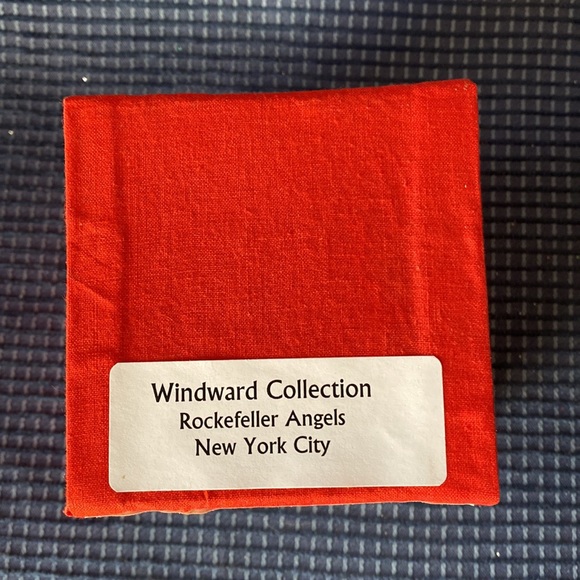 Windward Collection
Rockefeller Angels
New York City